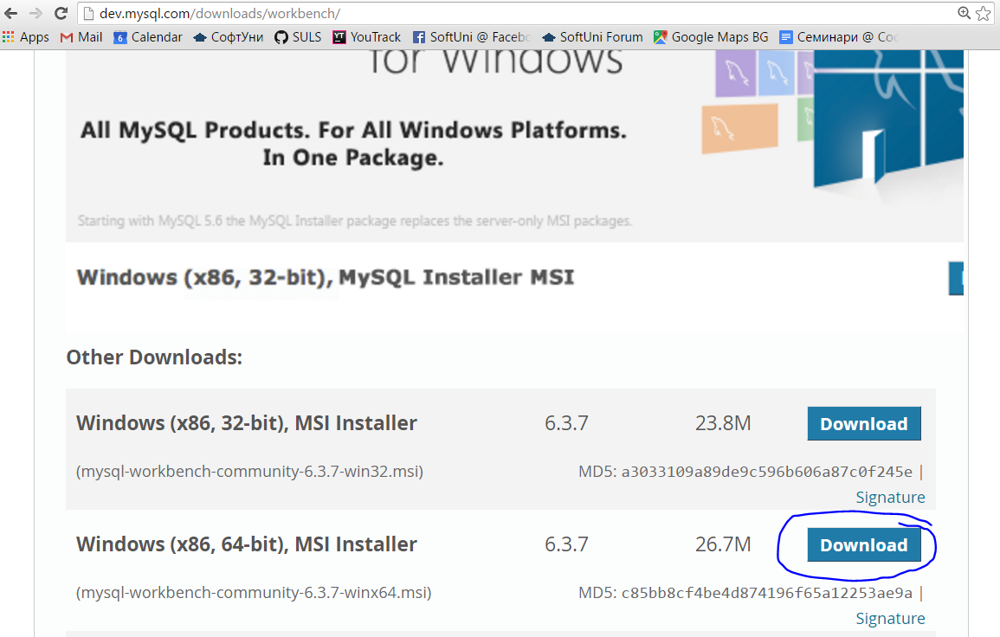 dev.mysql.com/downloads/workbench/
Apps Mail Calendar СофтУни SULS YouTrack SoftUni @ Facebo SoftUni Forum Google Maps BG Семинари @ Соф
for Windows
All MySQL Products. For All Windows Platforms.
In One Package.
Starting with MySQL 5.6 the MySQL Installer package replaces the server-only MSI packages.
Windows (x86, 32-bit), MySQL Installer MSI
Other Downloads:
Windows (x86, 32-bit), MSI Installer 6.3.7 23.8M Download
(mysql-workbench-community-6.3.7-win32.msi) MD5: a3033109a89de9c596b606a87c0f245e |
Signature
Windows (x86, 64-bit), MSI Installer 6.3.7 26.7M Download
(mysql-workbench-community-6.3.7-winx64.msi) MD5: c85bb8cf4be4d874196f65a12253ae9a |
Signature